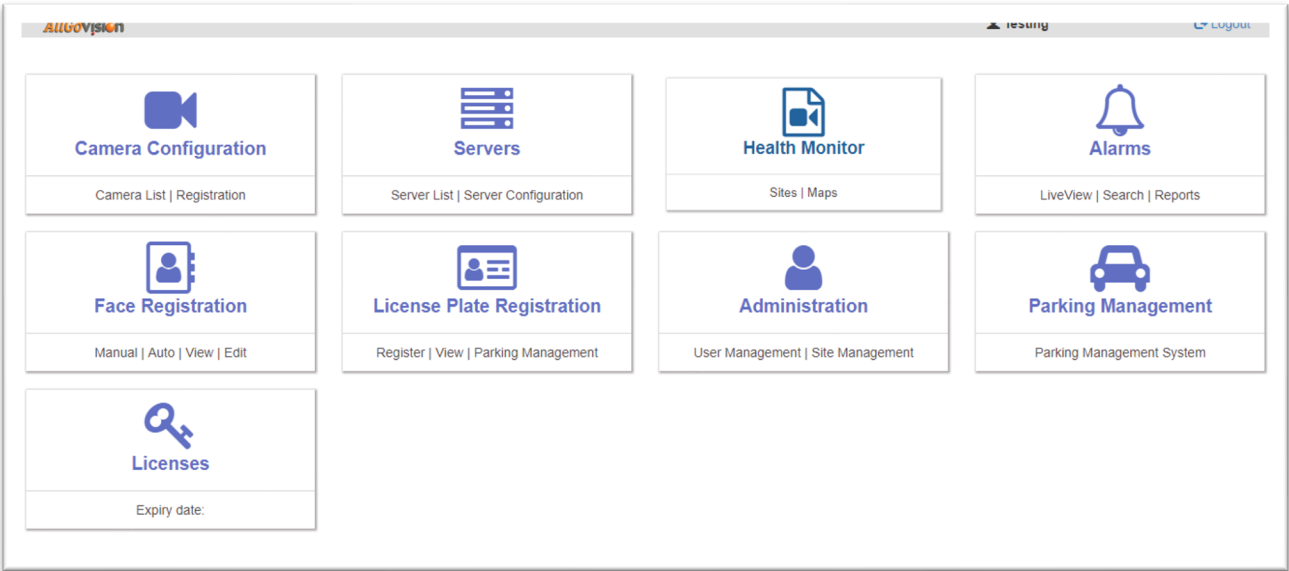 AllGoVision
Testing
Logout
Camera Configuration
Camera List | Registration
Servers
Server List | Server Configuration
Health Monitor
Sites | Maps
Alarms
LiveView | Search | Reports
Face Registration
Manual | Auto | View | Edit
License Plate Registration
Register | View | Parking Management
Administration
User Management | Site Management
Parking Management
Parking Management System
Licenses
Expiry date: